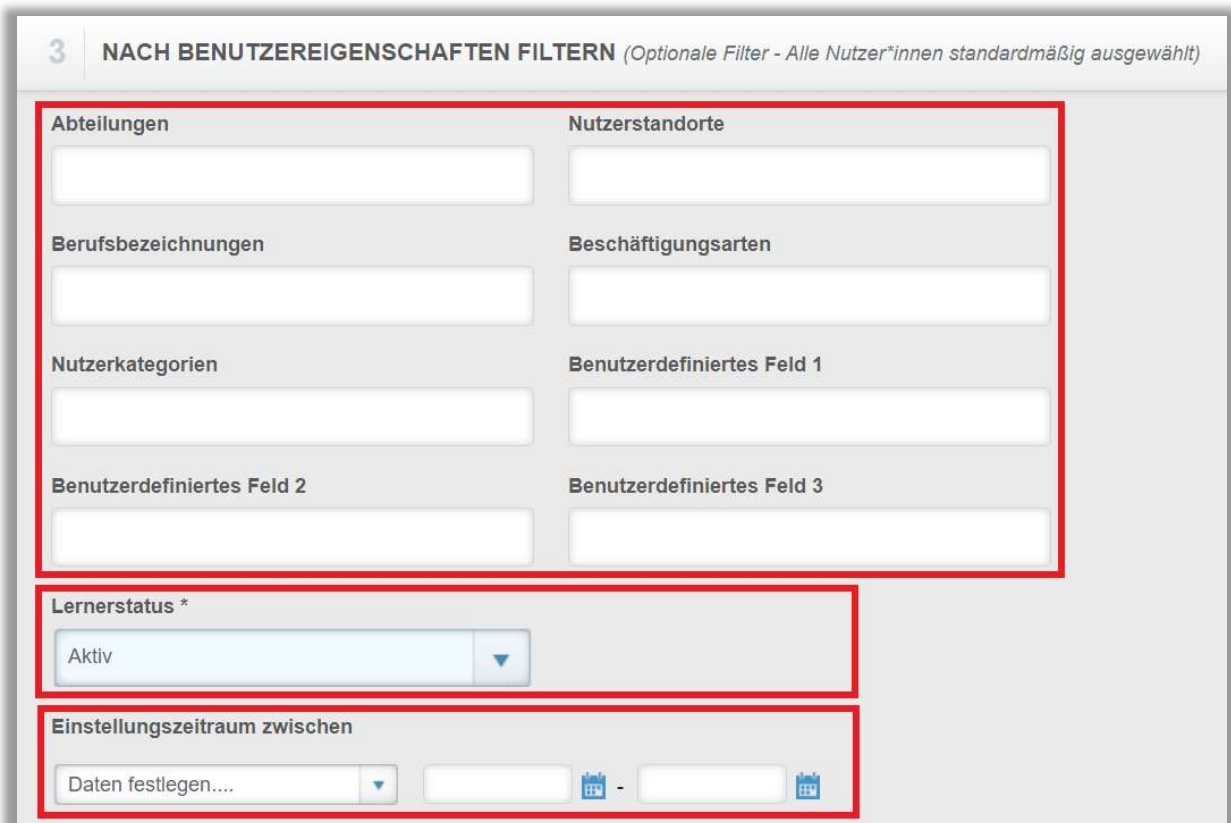 3 NACH BENUTZEREIGENSCHAFTEN FILTERN (Optionale Filter - Alle Nutzer*innen standardmäßig ausgewählt)
Abteilungen Nutzerstandorte
Berufsbezeichnungen Beschäftigungsarten
Nutzerkategorien Benutzerdefiniertes Feld 1
Benutzerdefiniertes Feld 2 Benutzerdefiniertes Feld 3
Lernerstatus *
Aktiv
Einstellungszeitraum zwischen
Daten festlegen.... -